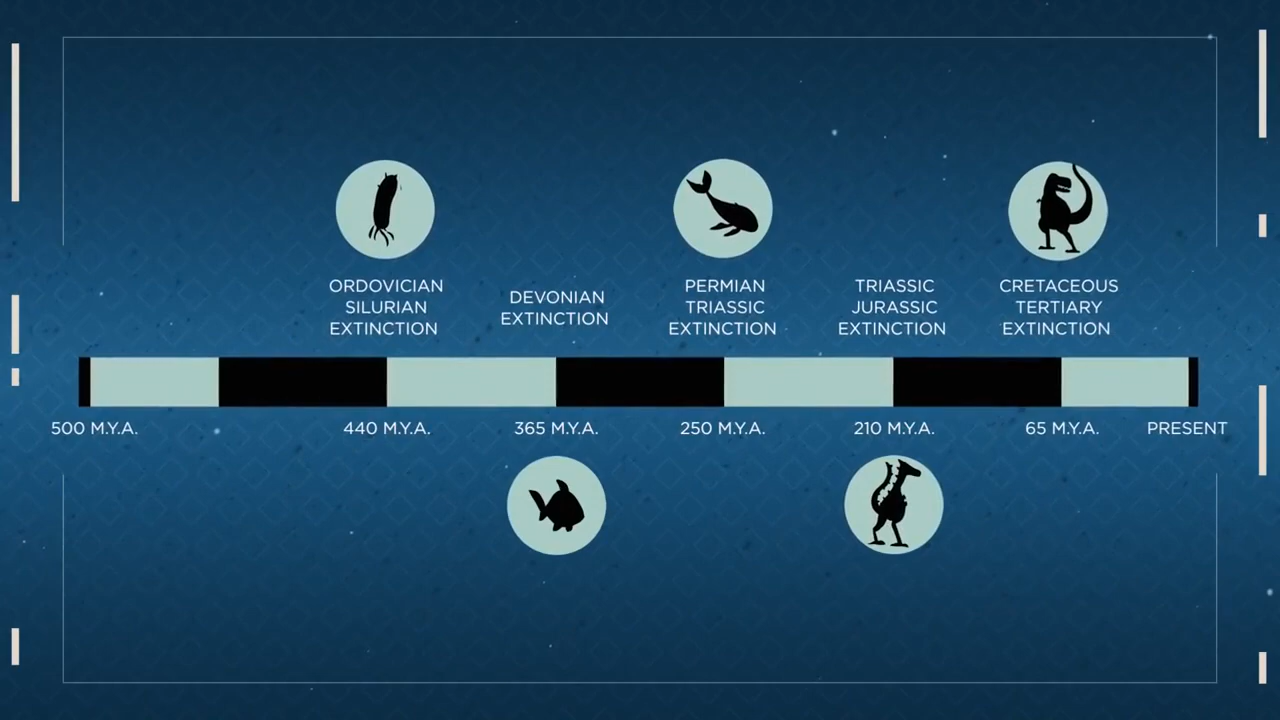 ORDOVICIAN
SILURIAN
EXTINCTION
DEVONIAN
EXTINCTION
PERMIAN
TRIASSIC
EXTINCTION
TRIASSIC
JURASSIC
EXTINCTION
CRETACEOUS
TERTIARY
EXTINCTION
500 M.Y.A.
440 M.Y.A.
365 M.Y.A.
250 M.Y.A.
210 M.Y.A.
65 M.Y.A.
PRESENT